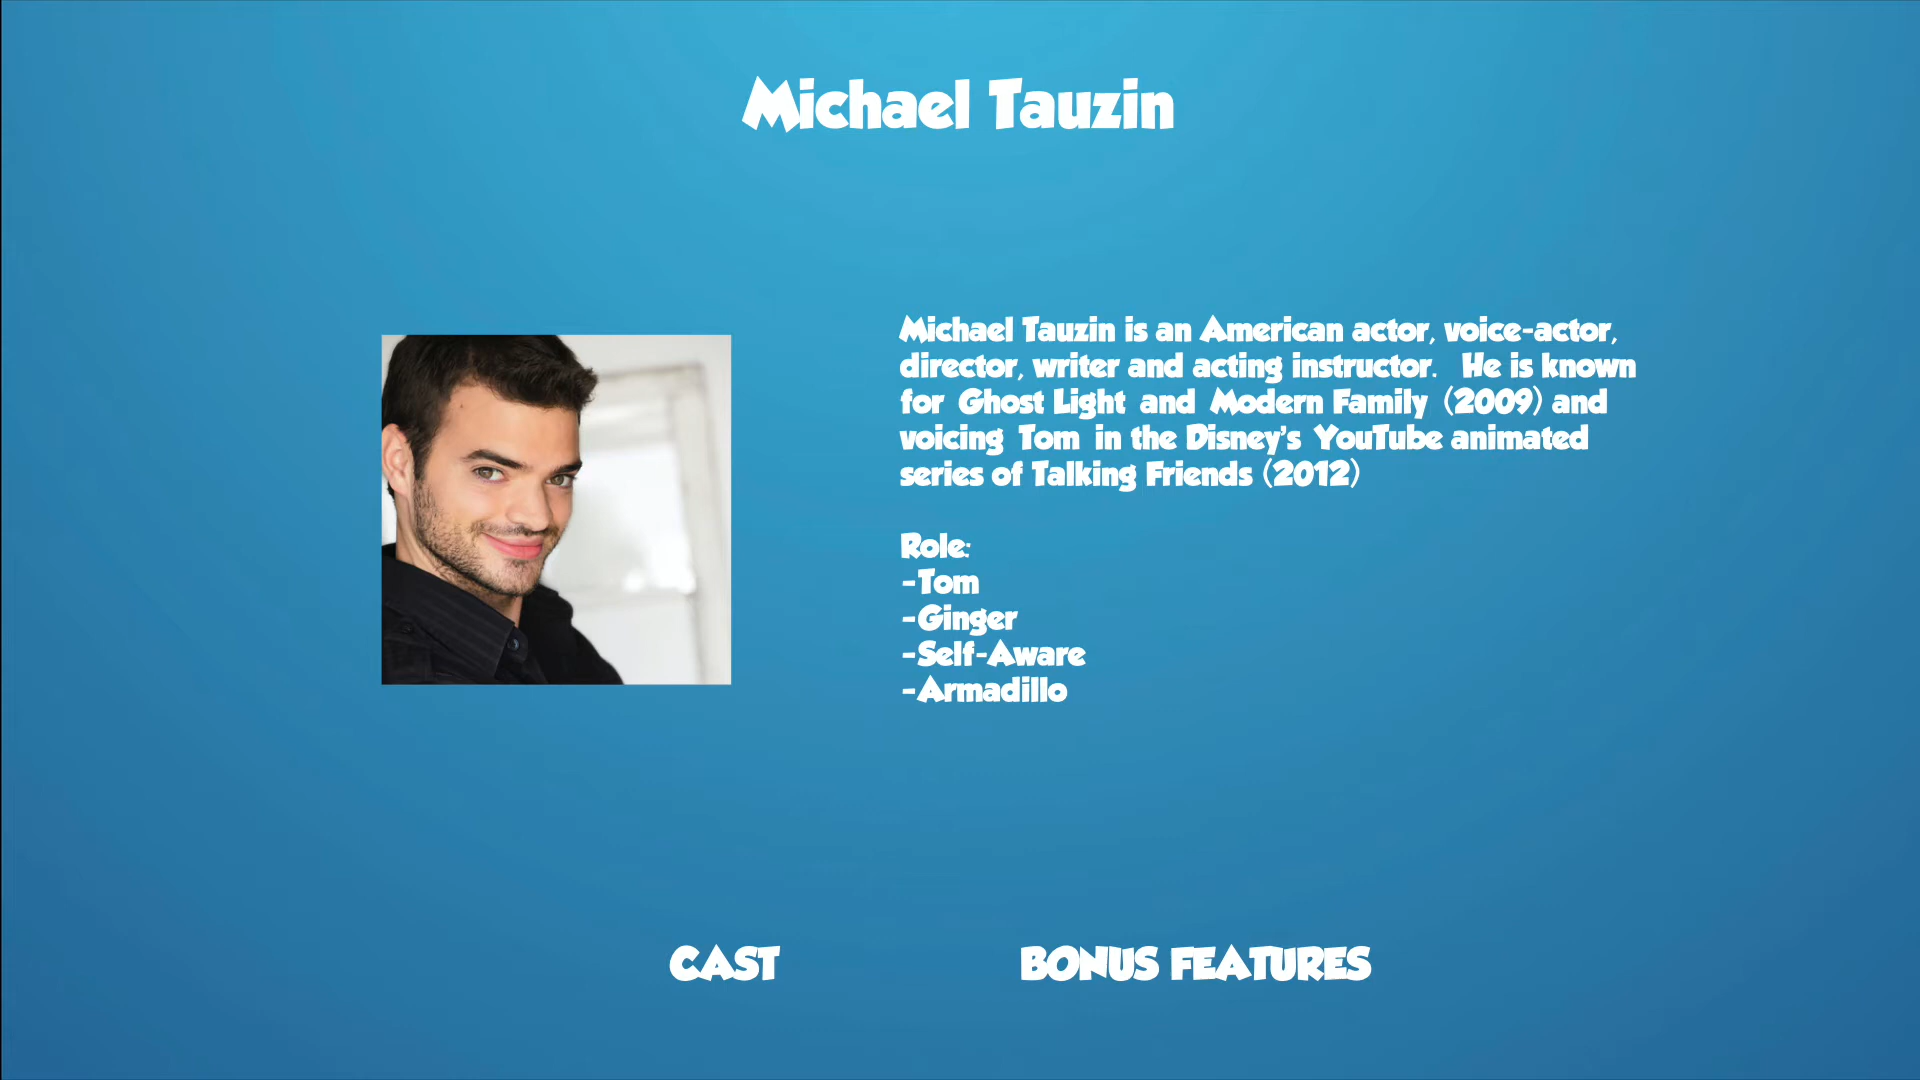 Michael Tauzin
Michael Tauzin is an American actor, voice-actor,
director, writer and acting instructor. He is known
for Ghost Light and Modern Family (2009) and
voicing Tom in the Disney's YouTube animated
series of Talking Friends (2012)
Role:
-Tom
-Ginger
-Self-Aware
-Armadillo
CAST
BONUS FEATURES